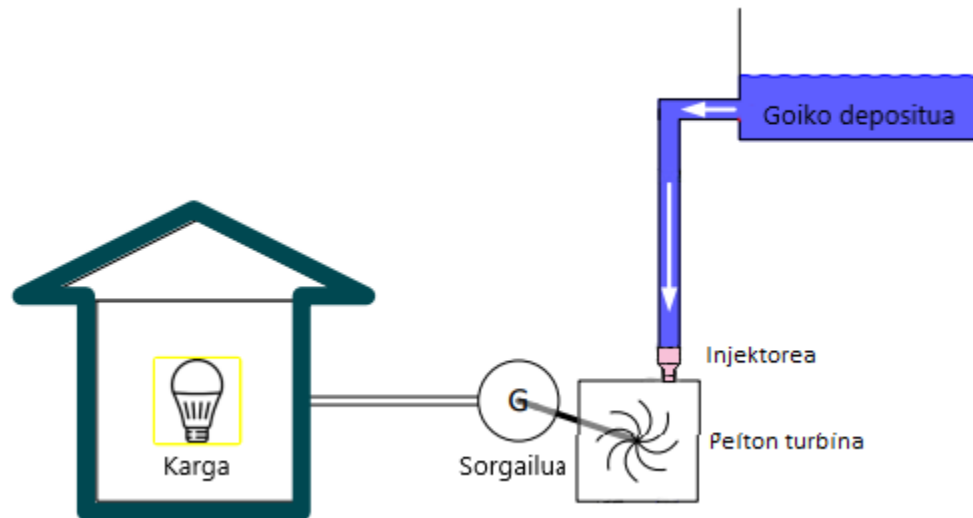 Goiko depositua
Injektorea
Pelton turbina
G
Sorgailua
Karga